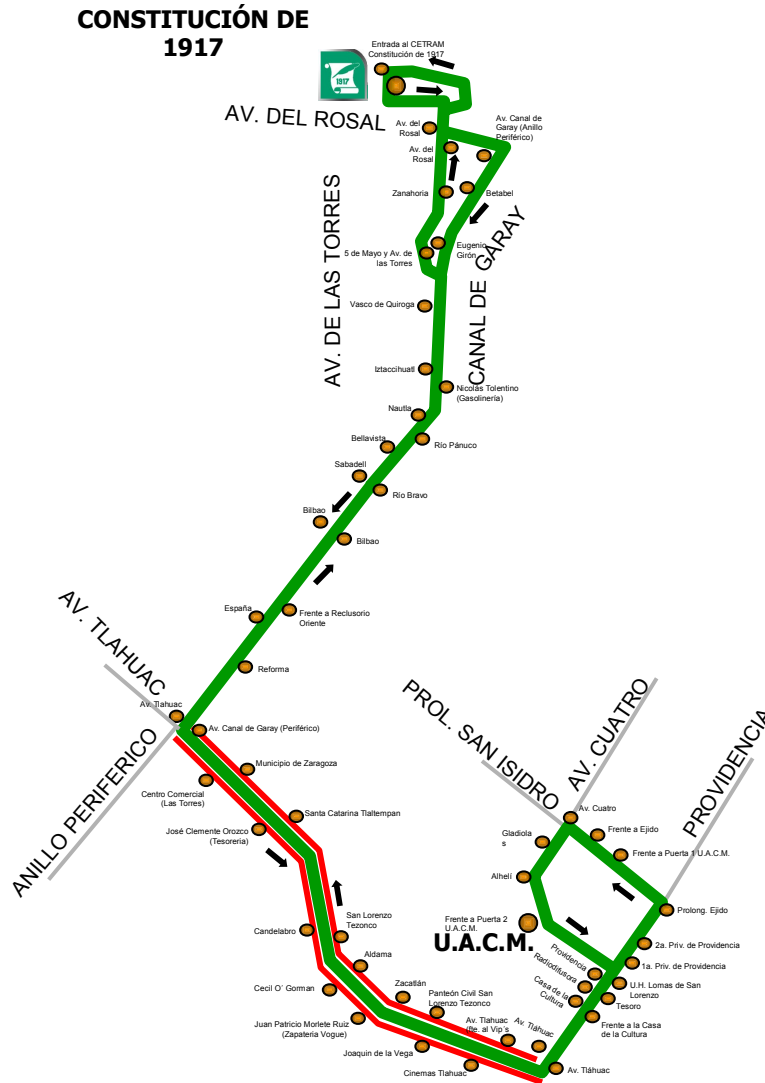 CONSTITUCIÓN DE
1917
Entrada al CETRAM
Constitución de 1917
1917
AV. DEL ROSAL
Av. del
Rosal
Av. Canal de
Garay (Anillo
Periférico)
Av. del
Rosal
Zanahoria
Betabel
AV. DE LAS TORRES
CANAL DE GARAY
Eugenio
Girón
5 de Mayo y Av. de
las Torres
Vasco de Quiroga
Iztaccihuatl
Nicolás Tolentino
(Gasolinería)
Nautla
Río Pánuco
Bellavista
Sabadell
Río Bravo
Bilbao
Bilbao
España
Frente a Reclusorio
Oriente
Reforma
AV. TLAHUAC
Av. Tlahuac
Av. Canal de Garay (Periférico)
ANILLO PERIFERICO
Municipio de Zaragoza
Centro Comercial
(Las Torres)
Santa Catarina Tlaltempan
José Clemente Orozco
(Tesoreria)
San Lorenzo
Tezonco
Candelabro
Aldama
Cecil O´ Gorman
Zacatlán
Panteón Civil San
Lorenzo Tezonco
Juan Patricio Morlete Ruiz
(Zapateria Vogue)
Av. Tlahuac
(fte. al Vip´s
Av. Tláhuac
Joaquin de la Vega
Cinemas Tlahuac
Av. Tláhuac
PROL. SAN ISIDRO
AV. CUATRO
PROVIDENCIA
Av. Cuatro
Gladiola
s
Frente a Ejido
Frente a Puerta 1 U.A.C.M.
Alhelí
Frente a Puerta 2
U.A.C.M.
U.A.C.M.
Prolong. Ejido
2a. Priv. de Providencia
1a. Priv. de Providencia
Providencia
Radiodifusora
Casa de la
Cultura
U.H. Lomas de San
Lorenzo
Tesoro
Frente a la Casa
de la Cultura